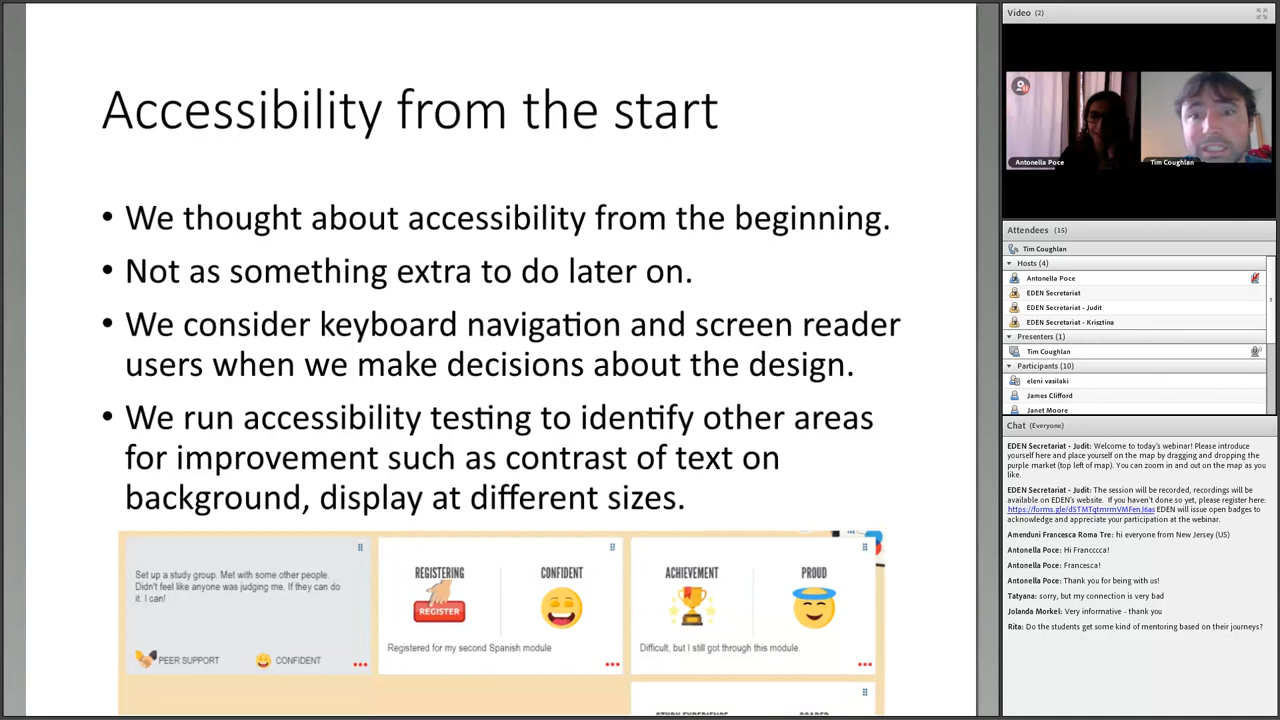 Accessibility from the start
• We thought about accessibility from the beginning.
• Not as something extra to do later on.
• We consider keyboard navigation and screen reader
users when we make decisions about the design.
• We run accessibility testing to identify other areas
for improvement such as contrast of text on
background, display at different sizes.
Set up a study group. Met with some other people.
Didn't feel like anyone was judging me. If they can do
it. I can!
PEER SUPPORT
CONFIDENT
REGISTERING
CONFIDENT
REGISTER
Registered for my second Spanish module
ACHIEVEMENT
PROUD
Difficult, but I still got through this module.
Video (2)
Antonella Poce
Tim Coughlan
Attendees (15)
Tim Coughlan
Hosts (4)
Antonella Poce
EDEN Secretariat
EDEN Secretariat - Judit
EDEN Secretariat - Krisztina
Presenters (1)
Tim Coughlan
Participants (10)
eleni vasilaki
James Clifford
Janet Moore
Chat (Everyone)
EDEN Secretariat - Judit: Welcome to today's webinar! Please introduce
yourself here and place yourself on the map by dragging and dropping the
purple market (top left of map). You can zoom in and out on the map as you
like.
EDEN Secretariat - Judit: The session will be recorded, recordings will be
available on EDEN's website. If you haven't done so yet, please register here:
https://forms.gle/dSTMTqtmrmVMFenJ6as EDEN will issue open badges to
acknowledge and appreciate your participation at the webinar.
Amenduni Francesca Roma Tre: hi everyone from New Jersey (US)
Antonella Poce: Hi Francccca!
Antonella Poce: Francesca!
Antonella Poce: Thank you for being with us!
Tatyana: sorry, but my connection is very bad
Jolanda Morkel: Very informative - thank you
Rita: Do the students get some kind of mentoring based on their journeys?